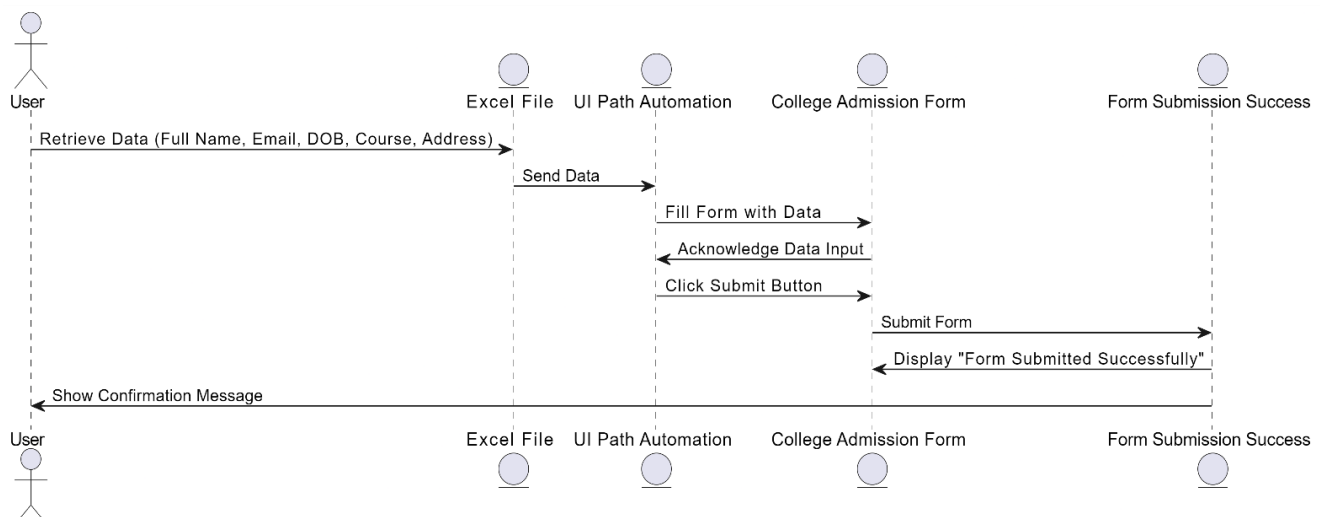 User
Excel File
UI Path Automation
College Admission Form
Form Submission Success
Retrieve Data (Full Name, Email, DOB, Course, Address)
Send Data
Fill Form with Data
Acknowledge Data Input
Click Submit Button
Submit Form
Display "Form Submitted Successfully"
Show Confirmation Message
User
Excel File
UI Path Automation
College Admission Form
Form Submission Success